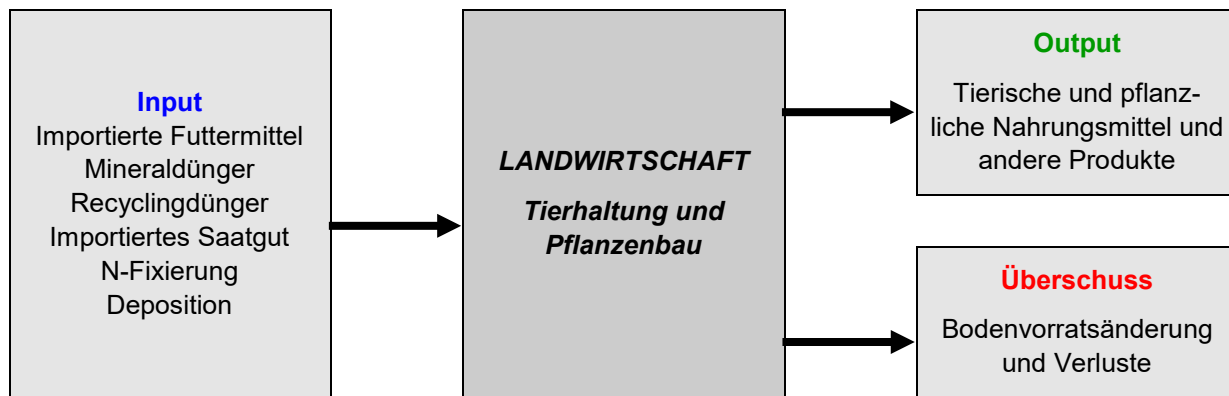 Input
Importierte Futtermittel
Mineraldünger
Recyclingdünger
Importiertes Saatgut
N-Fixierung
Deposition
LANDWIRTSCHAFT
Tierhaltung und
Pflanzenbau
Output
Tierische und pflanz-
liche Nahrungsmittel und
andere Produkte
Überschuss
Bodenvorratsänderung
und Verluste